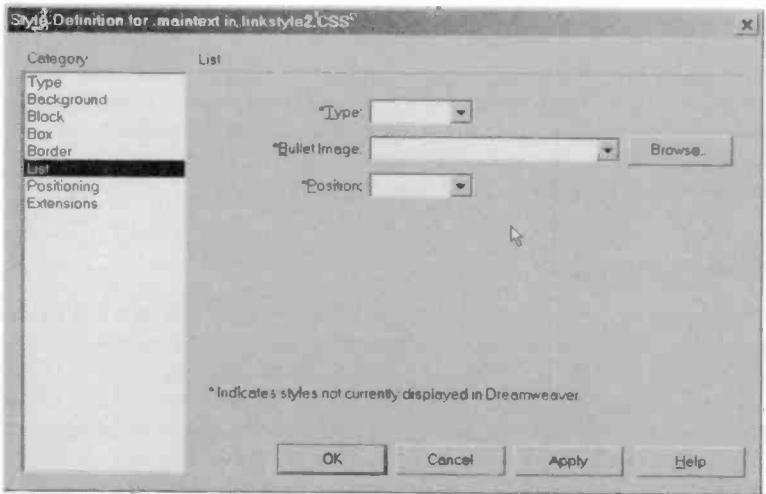 Style Definition for .maintext in linkstyle2.CSS
Category
List
Type
Background
Block
Box
Border
List
Positioning
Extensions
*Type:
*Bullet Image:
Browse..
*Position:
* Indicates styles not currently displayed in Dreamweaver
OK
Cancel
Apply
Help